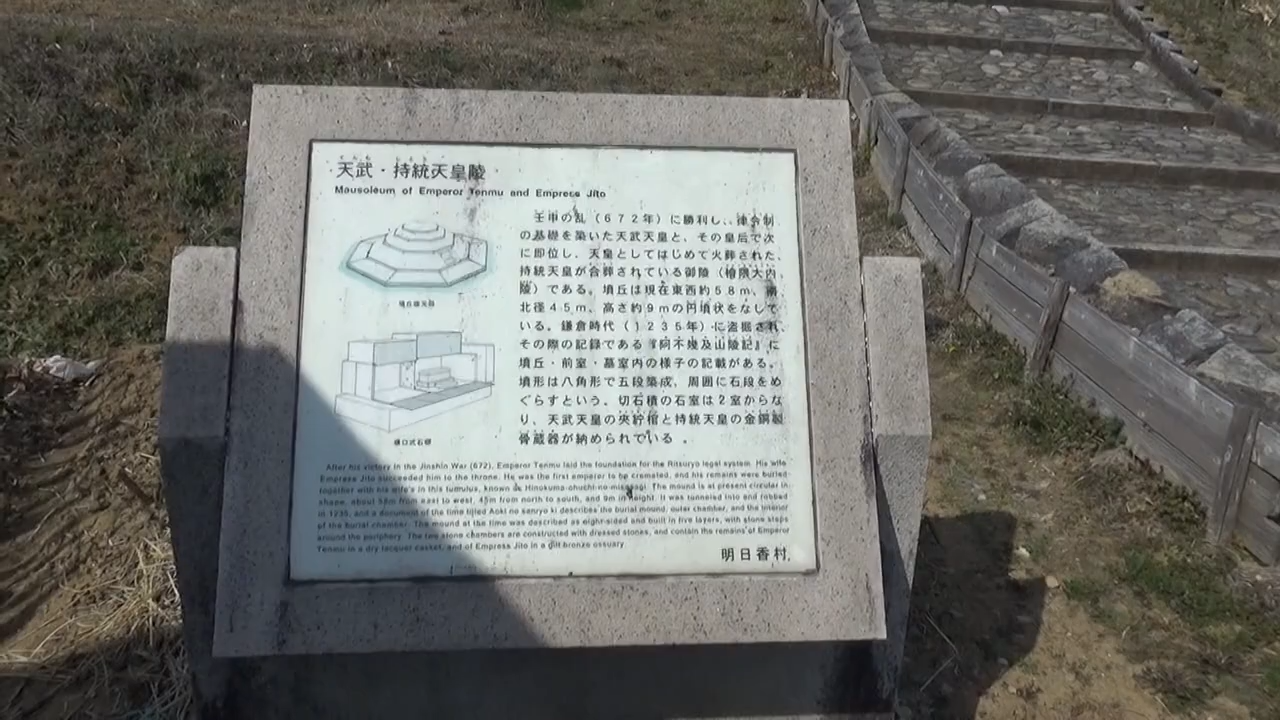 天武・持統天皇陵
Mausoleum of Emperor Tenmu and Empress Jito
壬申の乱(672年)に勝利し、律令制
の基礎を築いた天武天皇と、その皇后で次
に即位し、天皇としてはじめて火葬された、
持統天皇が合葬されている御陵(檜隈大内
陵)である。墳丘は現在東西約58m、南
北径45m、高さ約9mの円墳状をなして
いる。鎌倉時代(1235年)に盗掘され、
その際の記録である『阿不幾及山陵記』に
墳丘・前室・墓室内の様子の記載がある。
墳形は八角形で五段築成、周囲に石段をめ
ぐらすという。切石積の石室は2室からな
り、天武天皇の夾紵棺と持統天皇の金銅製
骨蔵器が納められている。
現在復元図
横口式石槨
After his victory in the Jinshin War (672), Emperor Tenmu laid the foundation for the Ritsuryo legal system. His wife
Empress Jito succeeded him to the throne. He was the first emperor to be cremated, and his remains were buried
together with his wife's in this tumulus, known as Hinokuma-ohuchi-no-misasagi. The mound is at present circular in
shape, about 58m from east to west, 45m from north to south, and 9m in height. It was tunneled into and robbed
in 1235, and a document of the time titled Aoki no sanryo ki describes the burial mound, outer chamber, and the interior
of the burial chamber. The mound at the time was described as eight-sided and built in five layers, with stone steps
around the periphery. The two stone chambers are constructed with dressed stones, and contain the remains of Emperor
Tenmu in a dry lacquer casket, and of Empress Jito in a gilt bronze ossuary.
明日香村